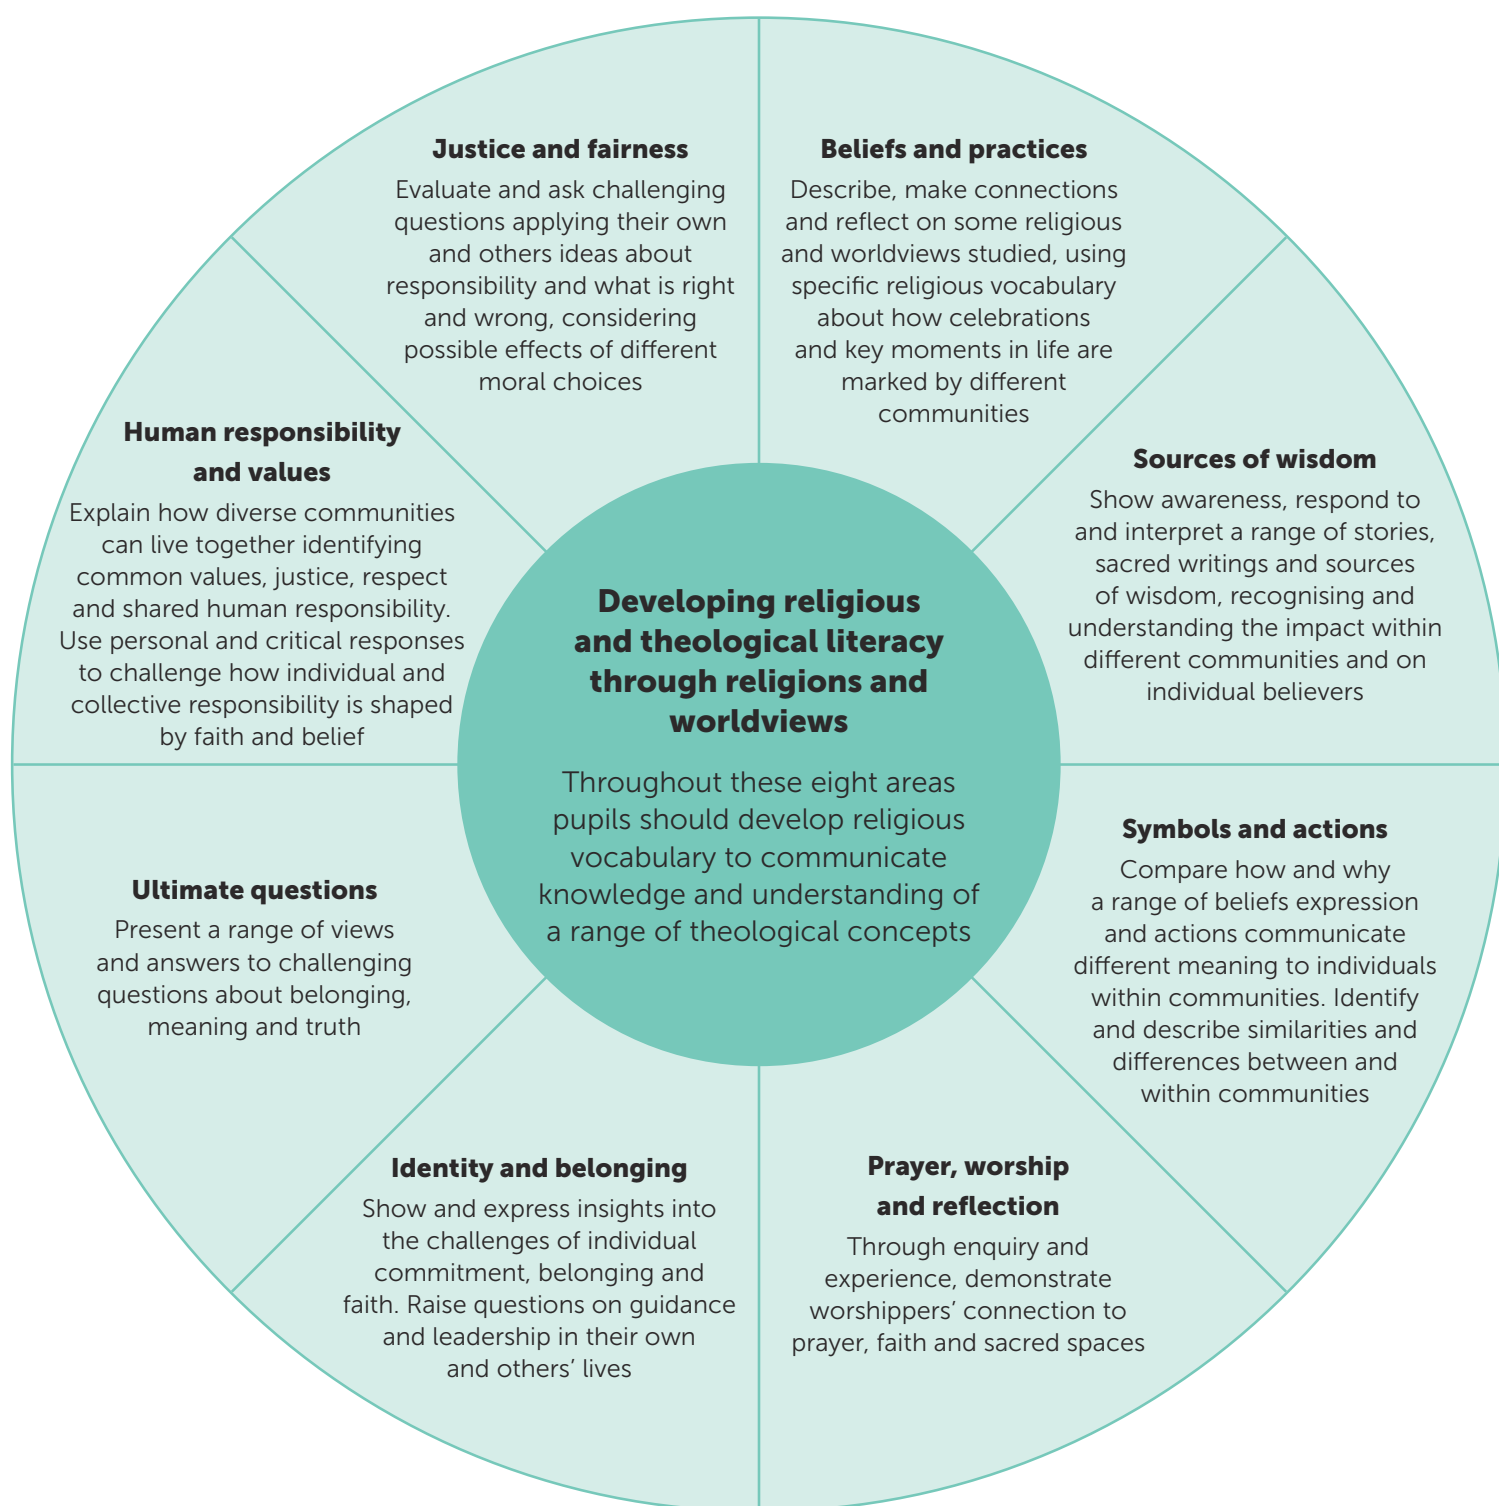 Justice and fairness
Evaluate and ask challenging
questions applying their own
and others ideas about
responsibility and what is right
and wrong, considering
possible effects of different
moral choices
Beliefs and practices
Describe, make connections
and reflect on some religious
and worldviews studied, using
specific religious vocabulary
about how celebrations
and key moments in life are
marked by different
communities
Human responsibility
and values
Explain how diverse communities
can live together identifying
common values, justice, respect
and shared human responsibility.
Use personal and critical responses
to challenge how individual and
collective responsibility is shaped
by faith and belief
Sources of wisdom
Show awareness, respond to
and interpret a range of stories,
sacred writings and sources
of wisdom, recognising and
understanding the impact within
different communities and on
individual believers
Developing religious
and theological literacy
through religions and
worldviews
Throughout these eight areas
pupils should develop religious
vocabulary to communicate
knowledge and understanding of
a range of theological concepts
Ultimate questions
Present a range of views
and answers to challenging
questions about belonging,
meaning and truth
Symbols and actions
Compare how and why
a range of beliefs expression
and actions communicate
different meaning to individuals
within communities. Identify
and describe similarities and
differences between and
within communities
Identity and belonging
Show and express insights into
the challenges of individual
commitment, belonging and
faith. Raise questions on guidance
and leadership in their own
and others’ lives
Prayer, worship
and reflection
Through enquiry and
experience, demonstrate
worshippers’ connection to
prayer, faith and sacred spaces